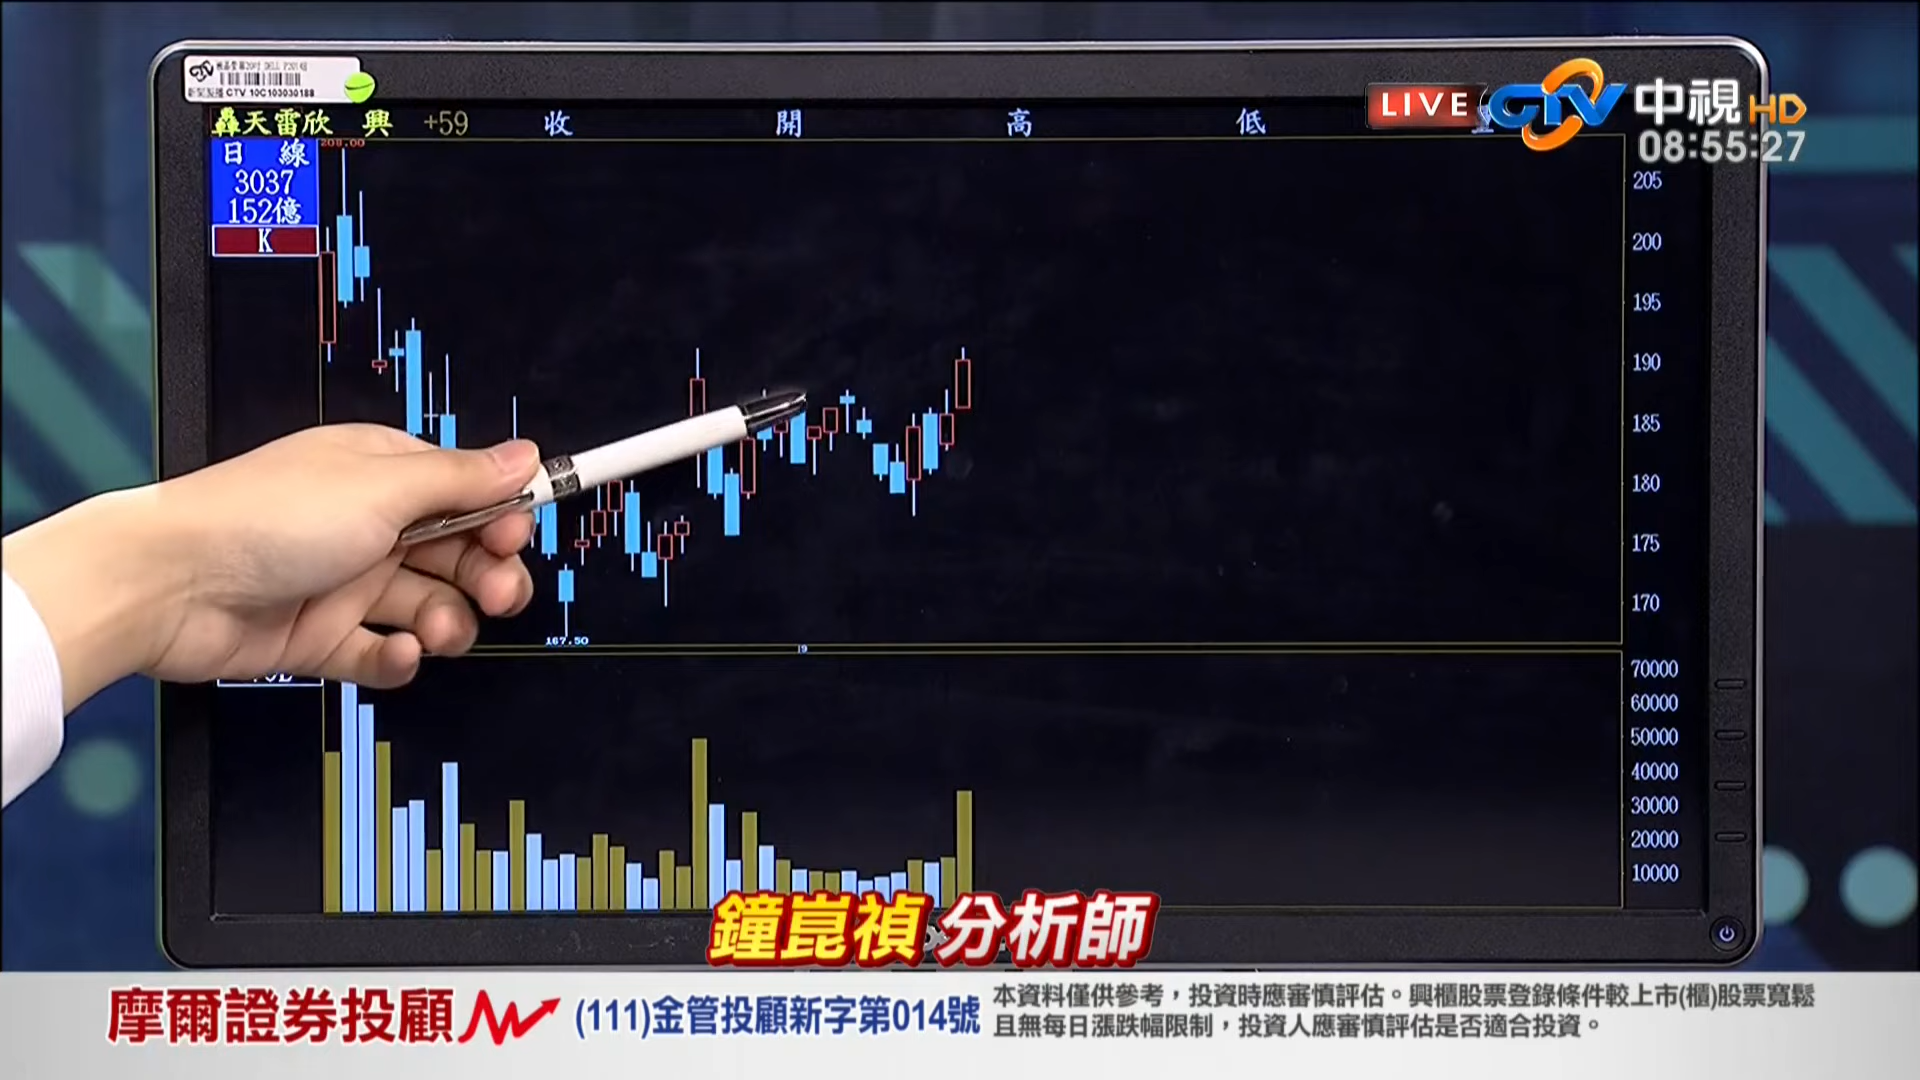 CTV 10C103030188
LIVE CTV 中視HD
08:55:27
天雷欣 興 +59 收 開 高 低
日 線
3037
152億
K
208.00
205
200
195
190
185
180
175
170
167.50
9
70000
60000
50000
40000
30000
20000
10000
鐘崑禎 分析師
摩爾證券投顧 (111)金管投顧新字第014號
本資料僅供參考，投資時應審慎評估。興櫃股票登錄條件較上市(櫃)股票寬鬆
且無每日漲跌幅限制，投資人應審慎評估是否適合投資。